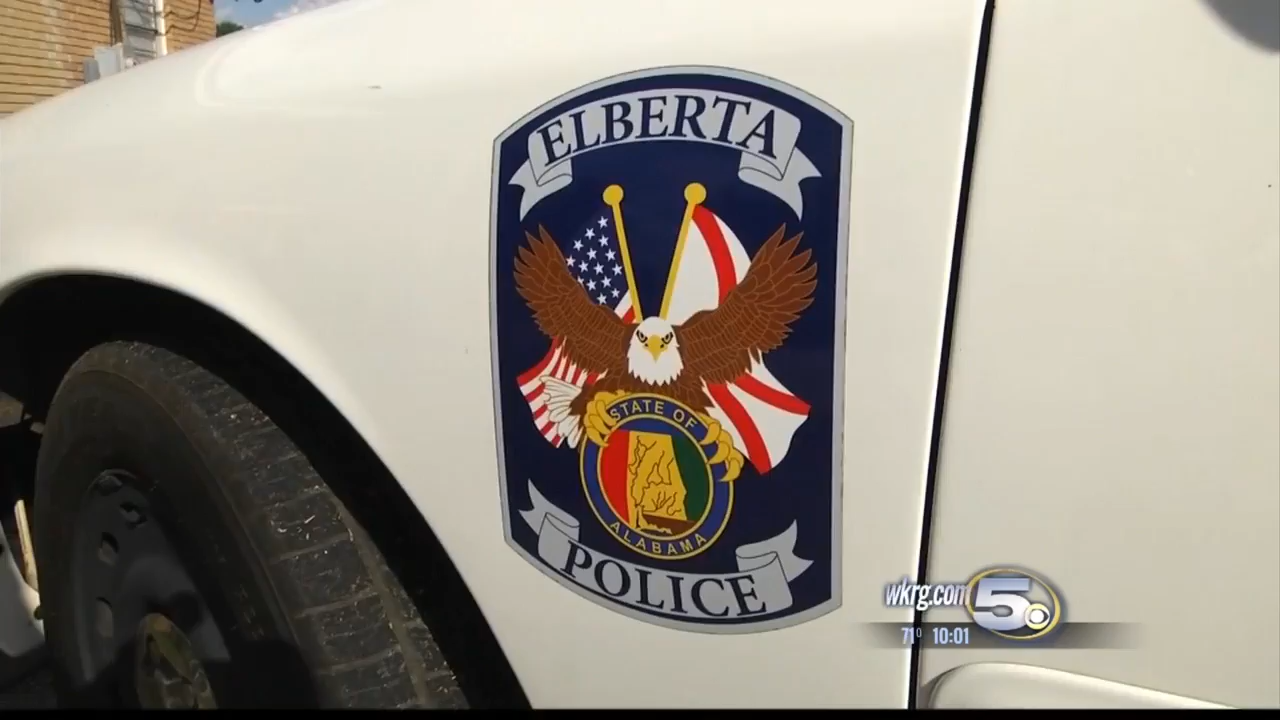 ELBERTA
STATE OF
ALABAMA
POLICE
wkrg.com 5
71° 10:01